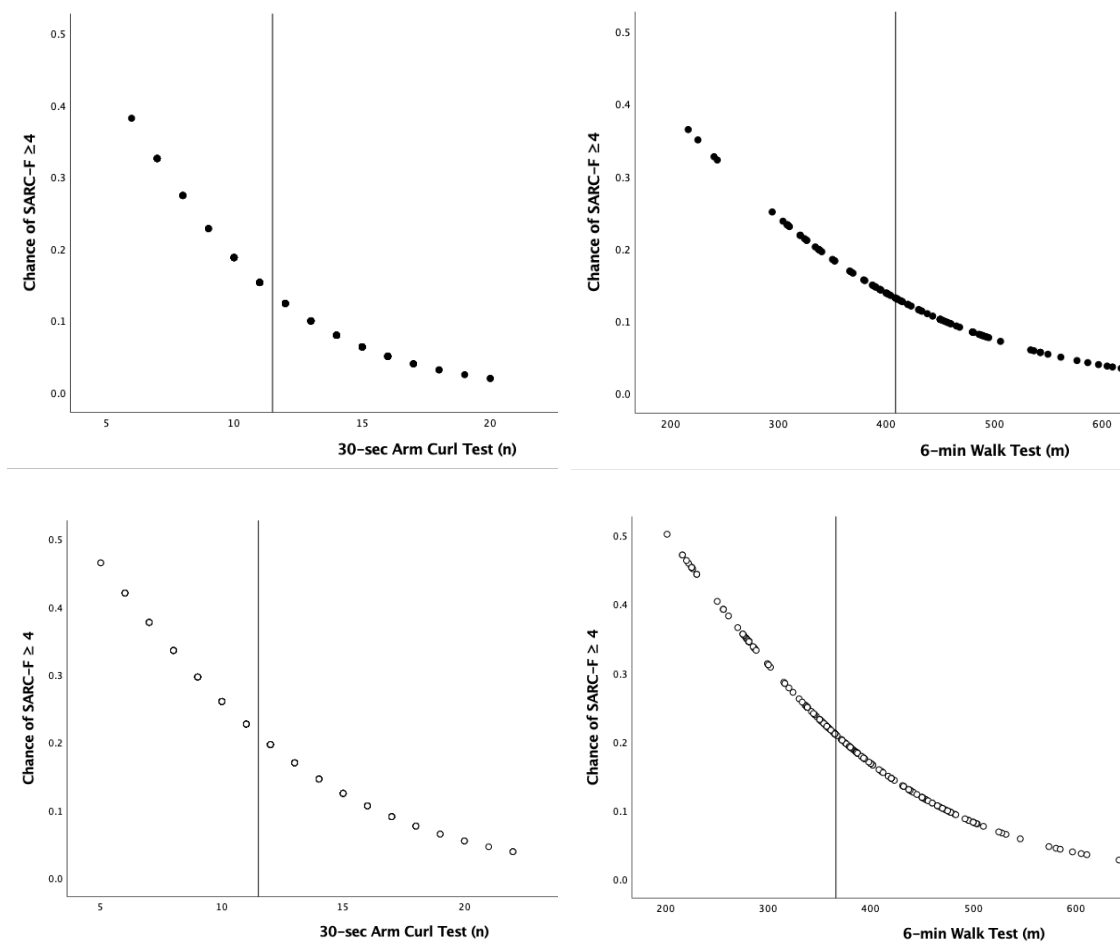 0.5
0.4
0.3
0.2
0.1
0.0
Chance of SARC-F ≥4
5 10 15 20
30-sec Arm Curl Test (n)
0.5
0.4
0.3
0.2
0.1
0.0
Chance of SARC-F ≥4
200 300 400 500 600
6-min Walk Test (m)
0.5
0.4
0.3
0.2
0.1
0.0
Chance of SARC-F ≥ 4
5 10 15 20
30-sec Arm Curl Test (n)
0.5
0.4
0.3
0.2
0.1
0.0
Chance of SARC-F ≥ 4
200 300 400 500 600
6-min Walk Test (m)